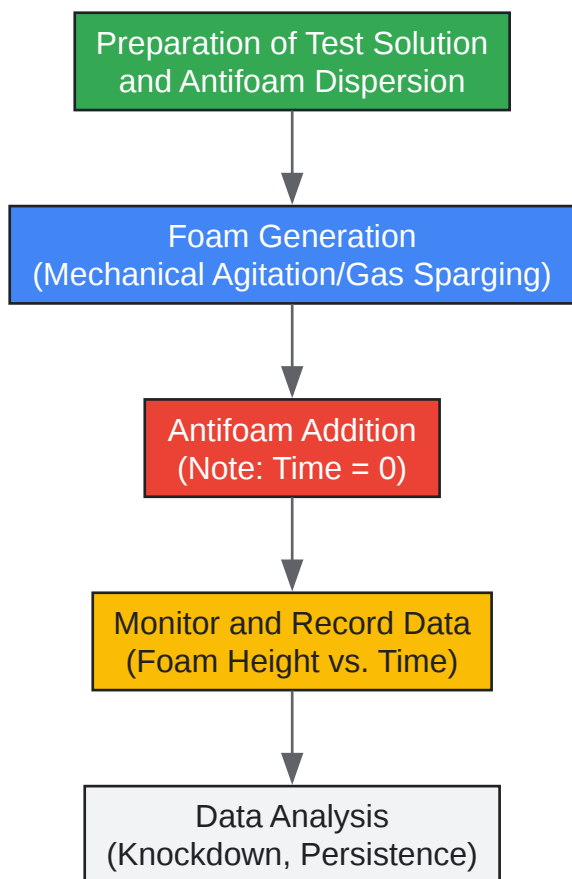 Preparation of Test Solution
and Antifoam Dispersion
Foam Generation
(Mechanical Agitation/Gas Sparging)
Antifoam Addition
(Note: Time = 0)
Monitor and Record Data
(Foam Height vs. Time)
Data Analysis
(Knockdown, Persistence)